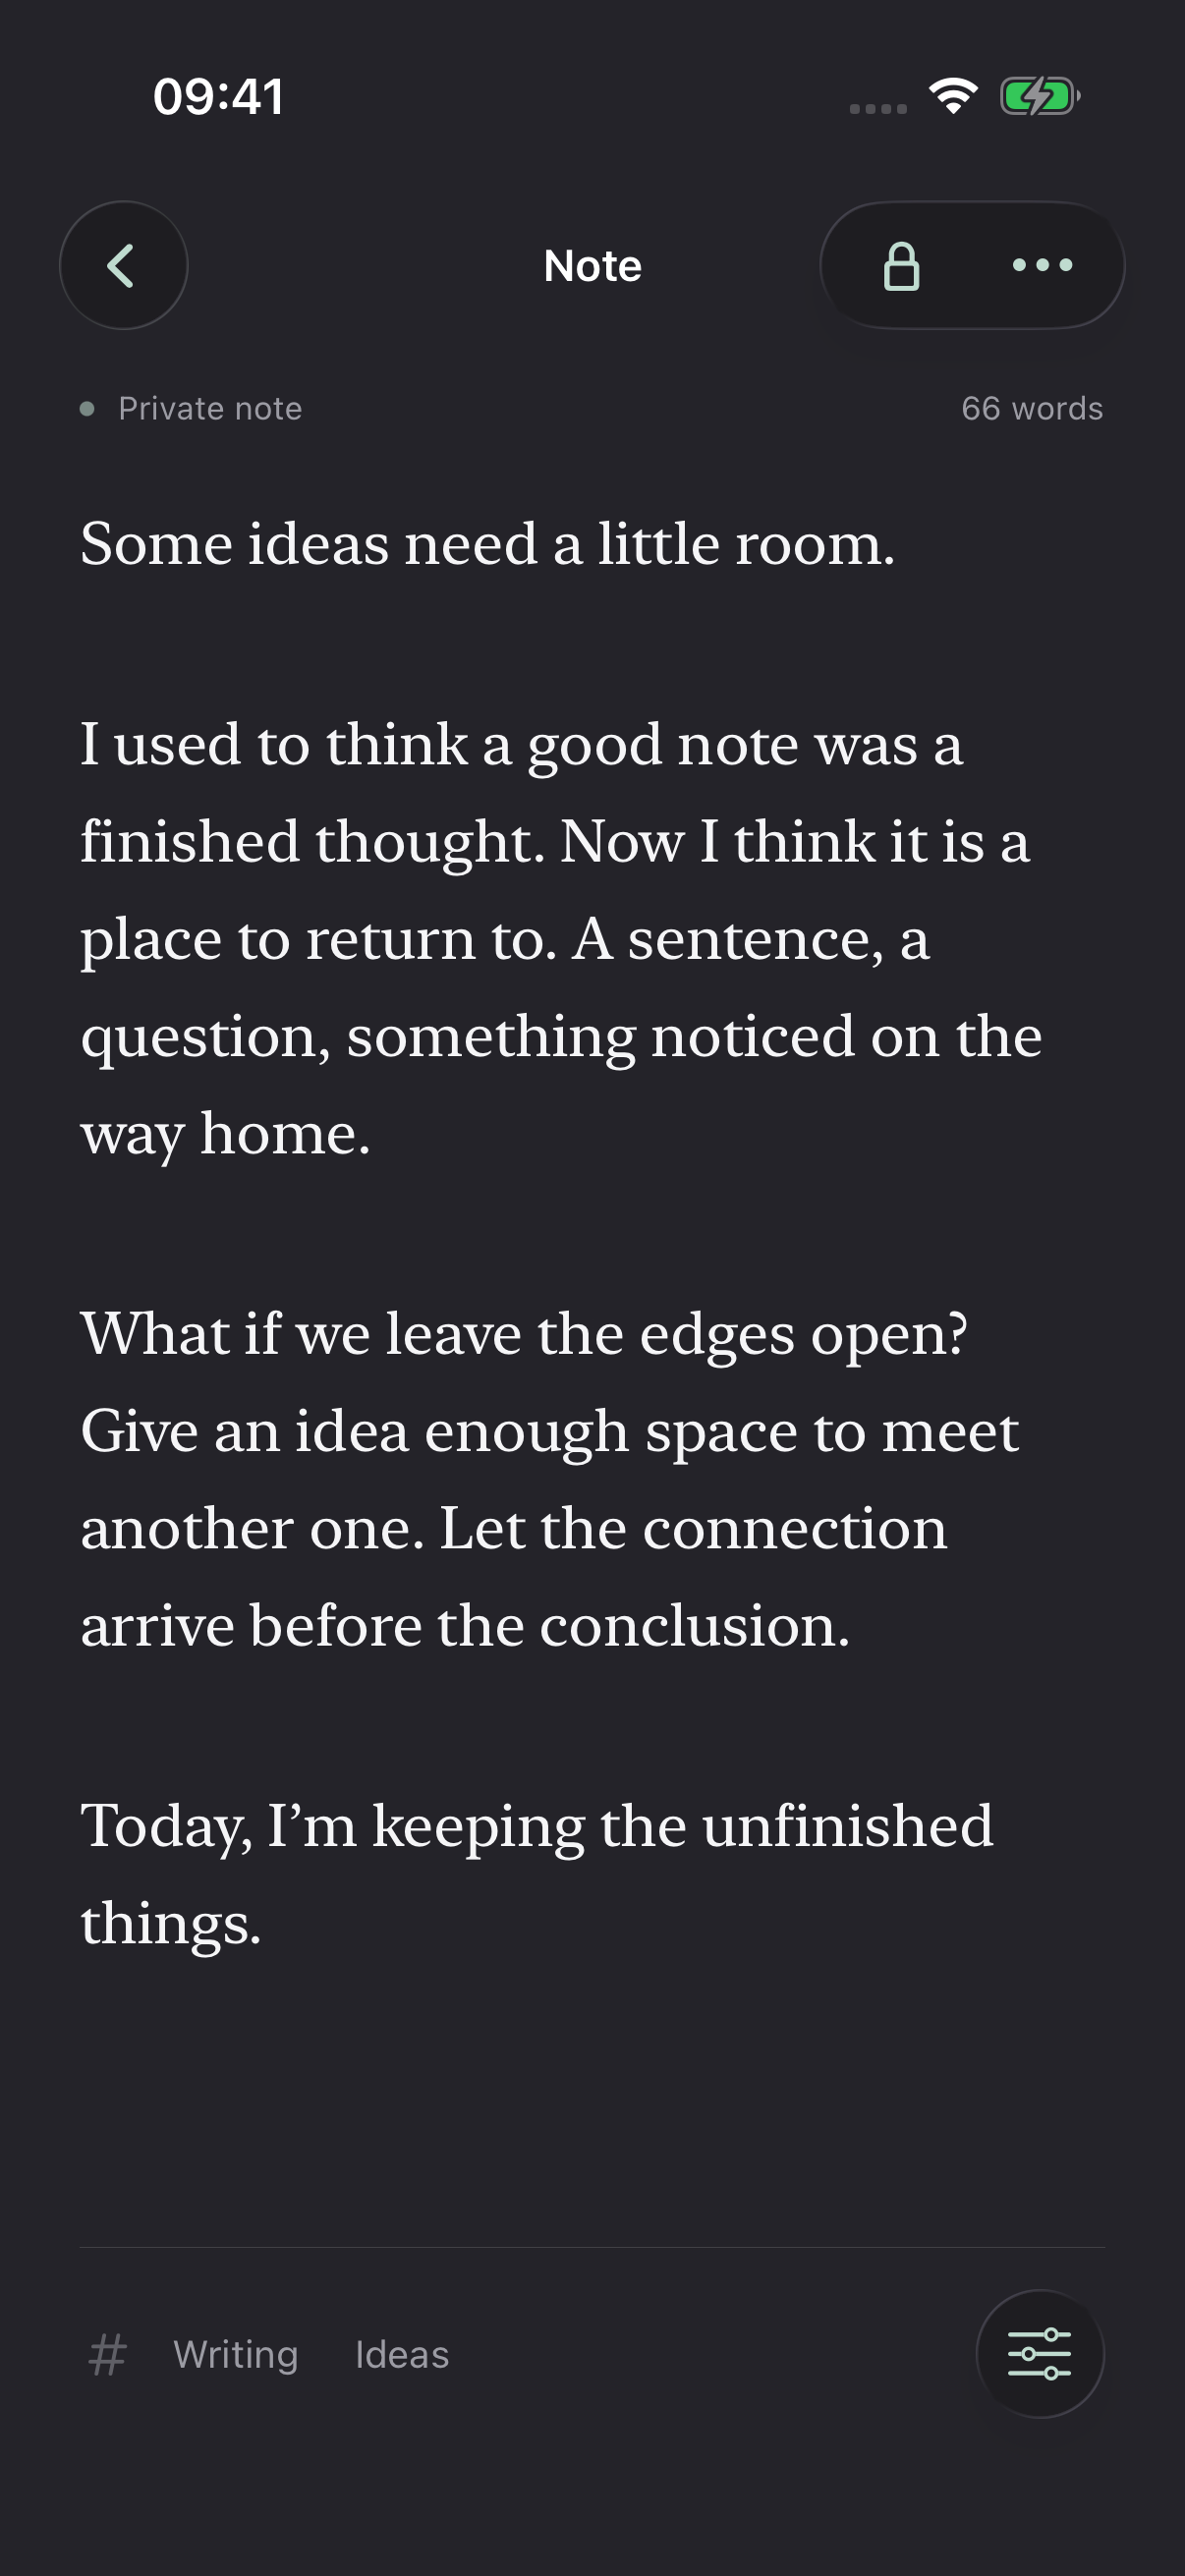 09:41
Note
Private note
66 words
Some ideas need a little room.
I used to think a good note was a
finished thought. Now I think it is a
place to return to. A sentence, a
question, something noticed on the
way home.
What if we leave the edges open?
Give an idea enough space to meet
another one. Let the connection
arrive before the conclusion.
Today, I’m keeping the unfinished
things.
# Writing Ideas